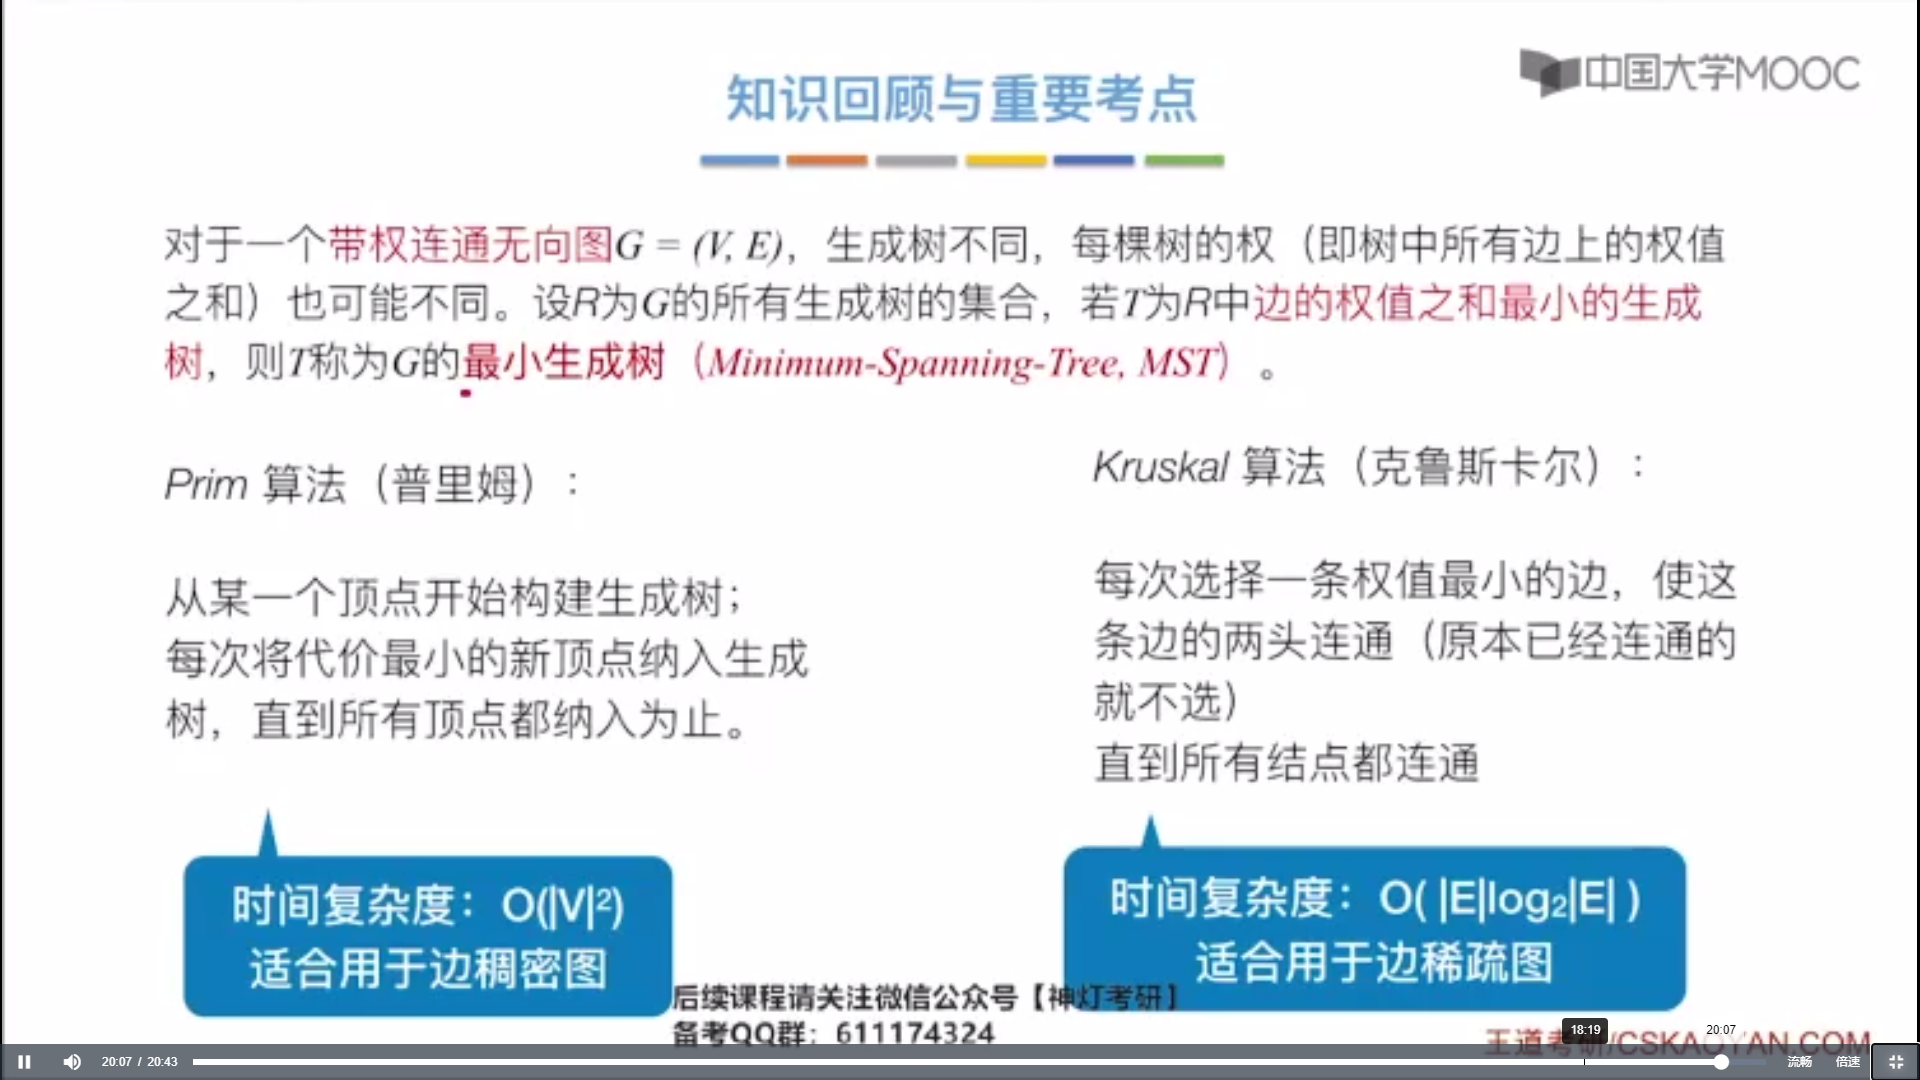 中国大学MOOC
知识回顾与重要考点
对于一个带权连通无向图G = (V, E)，生成树不同，每棵树的权（即树中所有边上的权值
之和）也可能不同。设R为G的所有生成树的集合，若T为R中边的权值之和最小的生成
树，则T称为G的最小生成树（Minimum-Spanning-Tree, MST）。
Prim 算法（普里姆）：
从某一个顶点开始构建生成树；
每次将代价最小的新顶点纳入生成
树，直到所有顶点都纳入为止。
时间复杂度：O(|V|²)
适合用于边稠密图
Kruskal 算法（克鲁斯卡尔）：
每次选择一条权值最小的边，使这
条边的两头连通（原本已经连通的
就不选）
直到所有结点都连通
时间复杂度：O( |E|log₂|E| )
适合用于边稀疏图
后续课程请关注微信公众号【神灯考研】
备考QQ群：611174324
王道考研/CSKAOYAN.COM
18:19
20:07
20:07 / 20:43
流畅
倍速